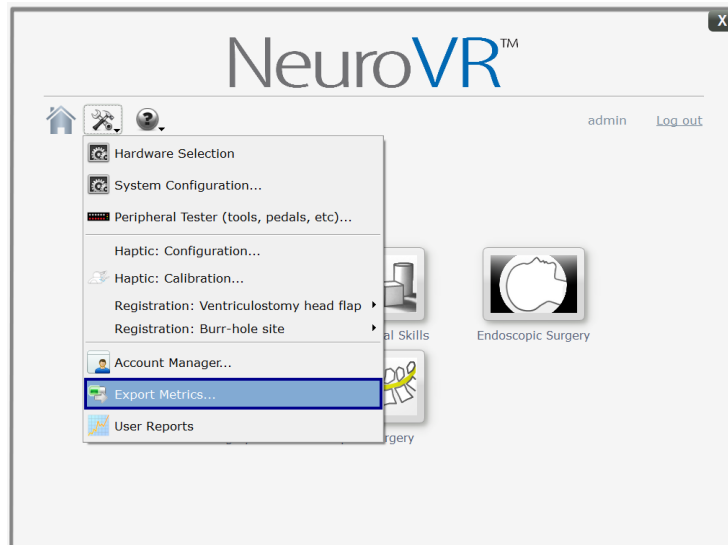 X
NeuroVR™
admin Log out
Hardware Selection
System Configuration...
Peripheral Tester (tools, pedals, etc)...
Haptic: Configuration...
Haptic: Calibration...
Registration: Ventriculostomy head flap
Registration: Burr-hole site
al Skills
Endoscopic Surgery
Account Manager...
Export Metrics...
User Reports
rgery